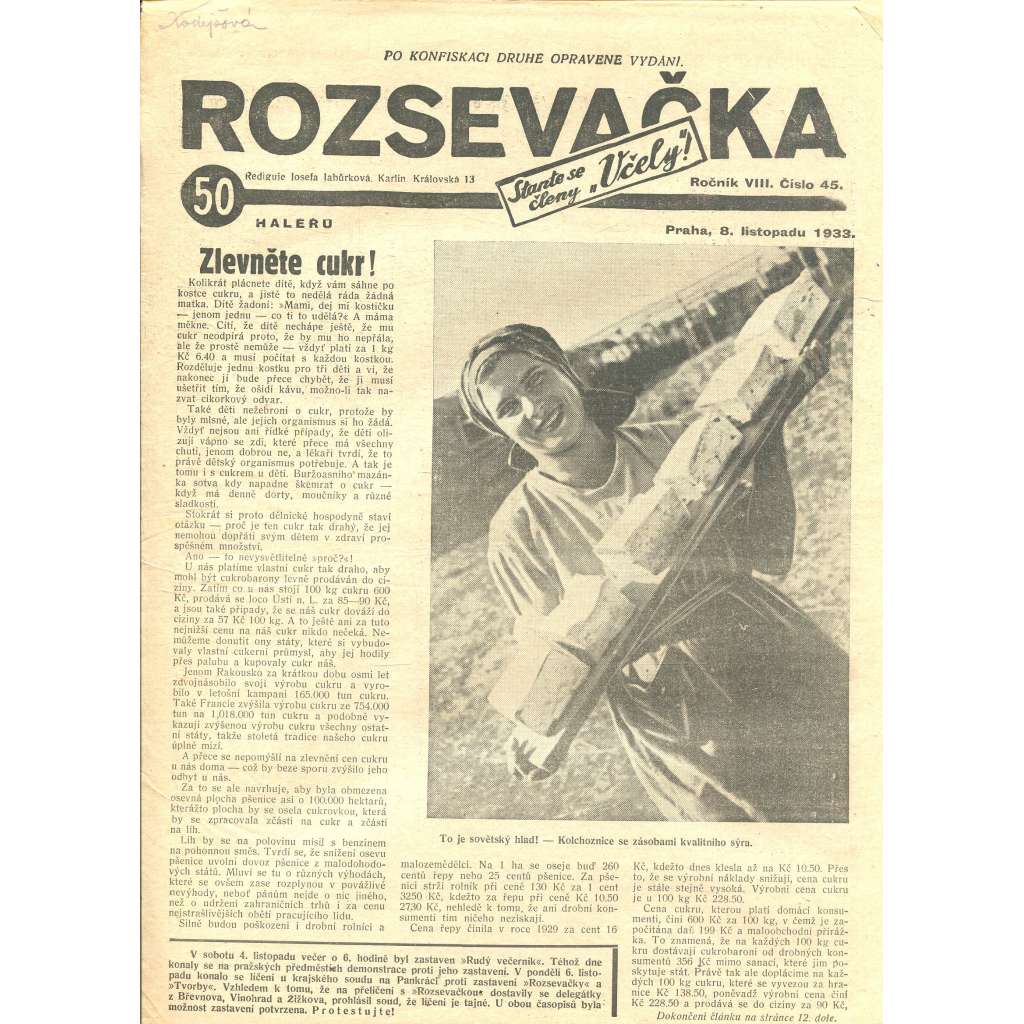 PO KONFISKACI DRUHÉ OPRAVENÉ VYDÁNÍ.
ROZSEVAČKA
Rediguje Josefa Jabůrková, Karlín Královská 13
50
HALÉŘŮ
Staňte se
členy „Včely"!
Ročník VIII. Číslo 45.
Praha, 8. listopadu 1933.
Zlevněte cukr!
Kolikrát plácnete dítě, když vám sáhne po
kostce cukru, a jistě to nedělá ráda žádná
matka. Dítě žadoní: »Mami, dej mi kostičku
— jenom jednu — co ti to udělá?« A máma
měkne. Cítí, že dítě nechápe ještě, že mu
cukr neodpírá proto, že by mu ho nepřála,
ale že prostě nemůže — vždyť platí za 1 kg
Kč 6.40 a musí počítat s každou kostkou.
Rozděluje jednu kostku pro tři děti a ví, že
nakonec jí bude přece chybět, že ji musí
ušetřit tím, že ošidí kávu, možno-li tak na-
zvat cikorkový odvar.
Také děti nežebroní o cukr, protože by
byly mlsné, ale jejich organismus si ho žádá.
Vždyť nejsou ani řídké případy, že děti oli-
zují vápno se zdi, které přece má všechny
chuti, jenom dobrou ne, a lékaři tvrdí, že to
právě dětský organismus potřebuje. A tak je
tomu i s cukrem u dětí. Buržoasního mazán-
ka sotva kdy napadne škemrat o cukr —
když má denně dorty, moučníky a různé
sladkosti.
Stokrát si proto dělnické hospodyně staví
otázku — proč je ten cukr tak drahý, že jej
nemohou dopřáti svým dětem v zdraví pro-
spěšném množství.
Ano — to nevysvětlitelné »proč?«!
U nás platíme vlastní cukr tak draho, aby
mohl být cukrobarony levně prodáván do ci-
ziny. Zatím co u nás stojí 100 kg cukru 600
Kč, prodává se loco Ústí n. L. za 85—90 Kč,
a jsou také případy, že se náš cukr dováží do
ciziny za 57 Kč 100 kg. A to ještě ani za tuto
nejnižší cenu na náš cukr nikdo nečeká. Ne-
můžeme donutit ony státy, které si vybudo-
valy vlastní cukerní průmysl, aby jej hodily
přes palubu a kupovaly cukr náš.
Jenom Rakousko za krátkou dobu osmi let
zdvojnásobilo svoji výrobu cukru a vyro-
bilo v letošní kampani 165.000 tun cukru.
Také Francie zvýšila výrobu cukru ze 754.000
tun na 1,018.000 tun cukru a podobně vy-
kazují zvýšenou výrobu cukru všechny ostat-
ní státy, takže stoletá tradice našeho cukru
úplně mizí.
A přece se nepomýšlí na zlevnění cen cukru
u nás doma — což by beze sporu zvýšilo jeho
odbyt u nás.
Za to se ale navrhuje, aby byla obmezena
osevná plocha pšenice asi o 100.000 hektarů,
kterážto plocha by se osela cukrovkou, která
by se zpracovala zčásti na cukr a zčásti
na líh.
Líh by se na polovinu mísil s benzinem
na pohonnou směs. Tvrdí se, že snížení osevu
pšenice uvolní dovoz pšenice z malodohodo-
vých států. Mluví se tu o různých výhodách,
které se ovšem zase rozplynou v povážlivé
nevýhody, neboť pánům nejde o nic jiného,
než o udržení zahraničních trhů i za cenu
nejstrašlivějších obětí pracujícího lidu.
Silně budou poškozeni i drobní rolníci a
To je sovětský hlad! — Kolchoznice se zásobami kvalitního sýra.
malozemědělci. Na 1 ha se oseje buď 260
centů řepy nebo 25 centů pšenice. Za pše-
nici strží rolník při ceně 130 Kč za 1 cent
3250 Kč, kdežto za řepu při ceně Kč 10.50
2730 Kč, nehledě k tomu, že ani drobní kon-
sumenti tím ničeho nezískají.
Cena řepy činila v roce 1929 za cent 16
Kč, kdežto dnes klesla až na Kč 10.50. Přes
to, že se výrobní náklady snižují, cena cukru
je stále stejně vysoká. Výrobní cena cukru
je u 100 kg Kč 228.50.
Cena cukru, kterou platí domácí konsu-
menti, činí 600 Kč za 100 kg, v čemž je za-
počítána daň 199 Kč a maloobchodní přiráž-
ka. To znamená, že na každých 100 kg cu-
kru dostávají cukrobaroni od drobných kon-
sumentů 356 Kč mimo sanaci, které jim po-
skytuje stát. Právě tak ale doplácíme na kaž-
dých 100 kg cukru, které se vyvezou za hra-
nice Kč 138.50, poněvadž výrobní cena činí
Kč 228.50 a prodává se do ciziny za 90 Kč,
Dokončení článku na stránce 12. dole.
V sobotu 4. listopadu večer o 6. hodině byl zastaven »Rudý večerník«. Téhož dne
konaly se na pražských předměstích demonstrace proti jeho zastavení. V pondělí 6. listo-
padu konalo se líčení u krajského soudu na Pankráci proti zastavení »Rozsevačky« a
»Tvorby«. Vzhledem k tomu, že na přelíčení s »Rozsevačkou« dostavily se delegátky
z Břevnova, Vinohrad a Žižkova, prohlásil soud, že líčení je tajné. U obou časopisů byla
možnost zastavení potvrzena. Protestujte!